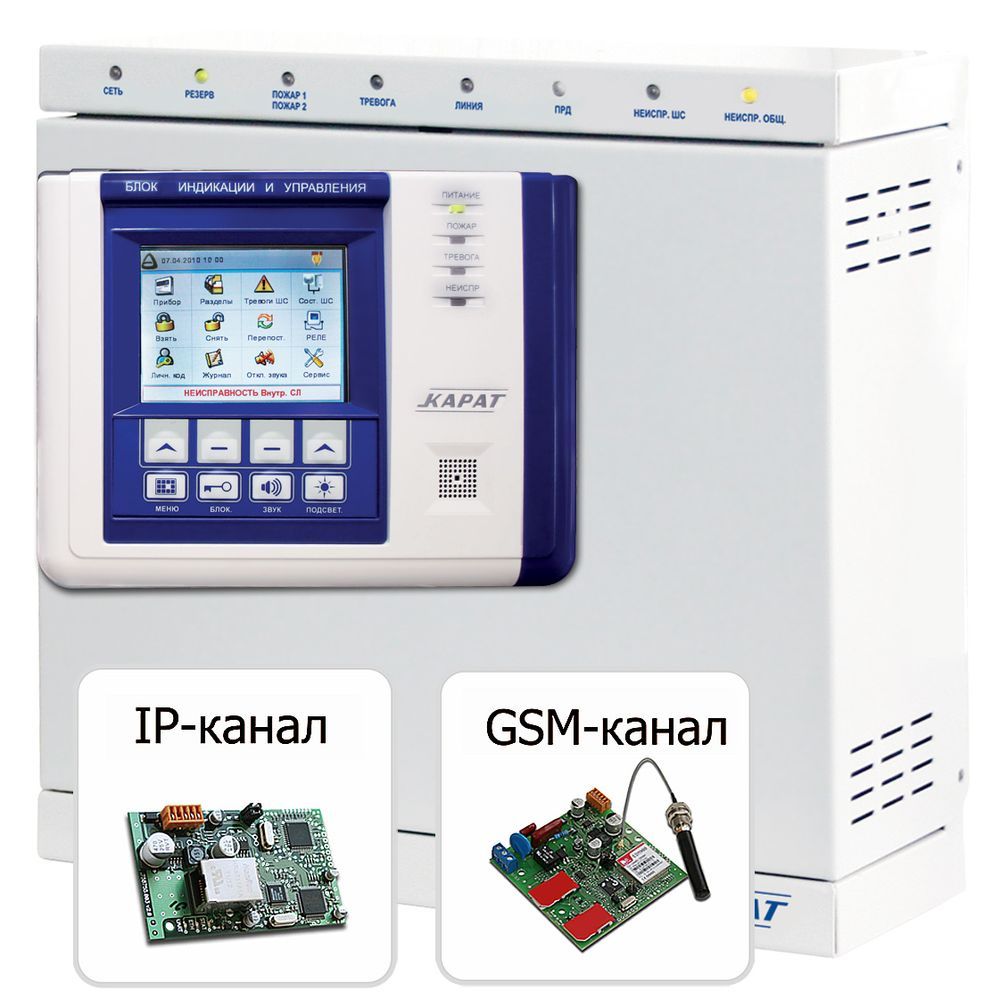 СЕТЬ
РЕЗЕРВ
ПОЖАР 1
ПОЖАР 2
ТРЕВОГА
ЛИНИЯ
ПРД
НЕИСПР. ШС
НЕИСПР. ОБЩ.
БЛОК ИНДИКАЦИИ И УПРАВЛЕНИЯ
07.04.2010 10:00
Прибор Разделы Тревоги ШС Сост. ШС
Взять Снять Перепост. РЕЛЕ
Личн. код Журнал Откл. звука Сервис
НЕИСПРАВНОСТЬ Внутр. СЛ
МЕНЮ БЛОК. ЗВУК ПОДСВЕТ.
ПИТАНИЕ
ПОЖАР
ТРЕВОГА
НЕИСПР
КАРАТ
IP-канал
GSM-канал
АТ